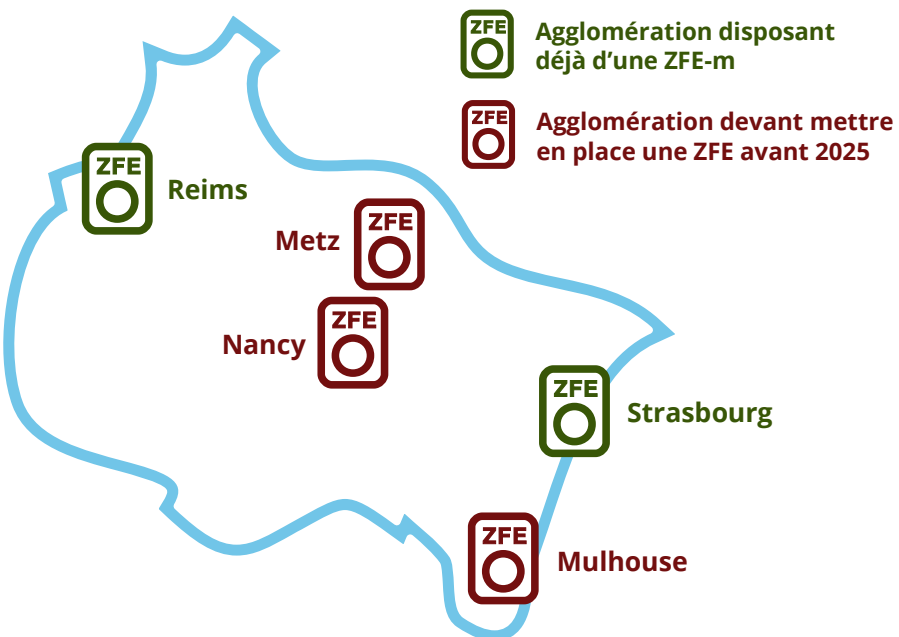 ZFE
Agglomération disposant
déjà d’une ZFE-m
ZFE
Agglomération devant mettre
en place une ZFE avant 2025
ZFE
Reims
ZFE
Metz
ZFE
Nancy
ZFE
Strasbourg
ZFE
Mulhouse